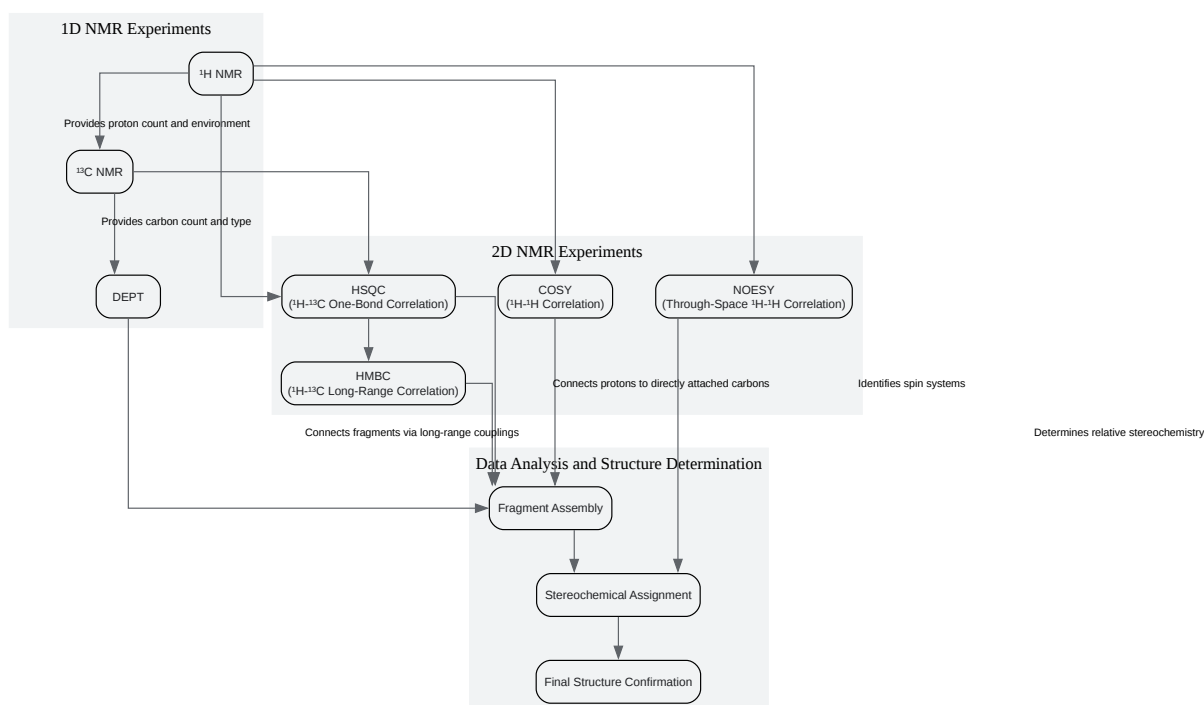 1D NMR Experiments
¹H NMR
Provides proton count and environment
¹³C NMR
Provides carbon count and type
DEPT
2D NMR Experiments
HSQC
(¹H-¹³C One-Bond Correlation)
COSY
(¹H-¹H Correlation)
NOESY
(Through-Space ¹H-¹H Correlation)
HMBC
(¹H-¹³C Long-Range Correlation)
Connects protons to directly attached carbons
Identifies spin systems
Connects fragments via long-range couplings
Determines relative stereochemistry
Data Analysis and Structure Determination
Fragment Assembly
Stereochemical Assignment
Final Structure Confirmation